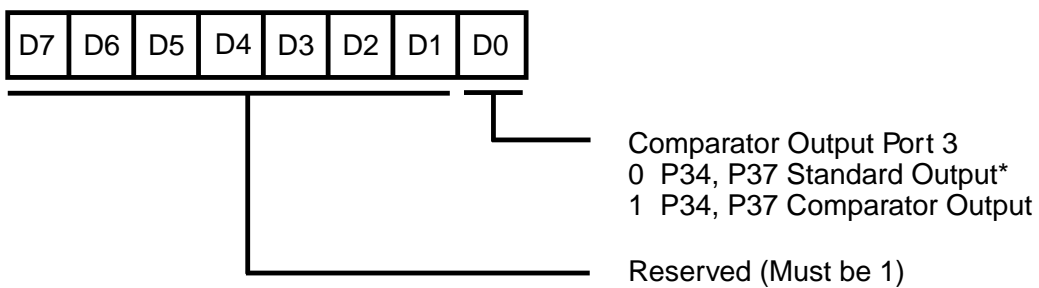 D7 D6 D5 D4 D3 D2 D1 D0
Comparator Output Port 3
0 P34, P37 Standard Output*
1 P34, P37 Comparator Output
Reserved (Must be 1)